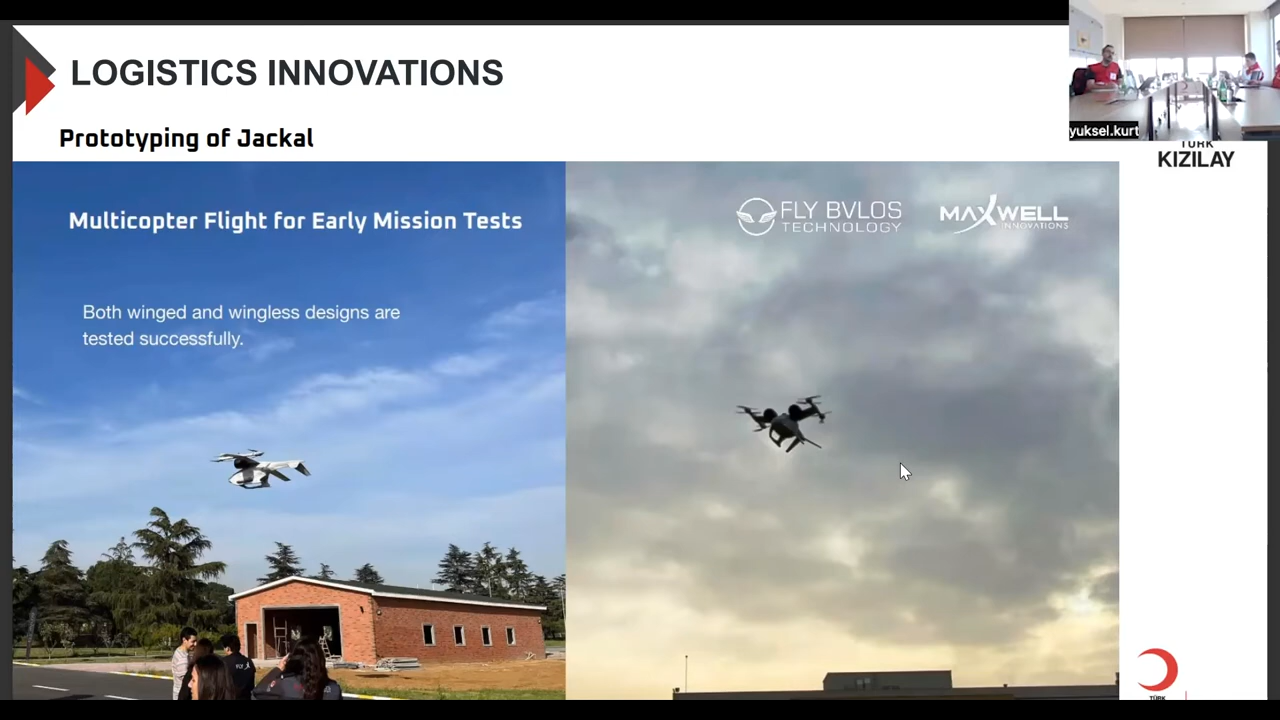 LOGISTICS INNOVATIONS
yuksel.kurt
Prototyping of Jackal
TÜRK
KIZILAY
Multicopter Flight for Early Mission Tests
FLY BVLOS
TECHNOLOGY
MAXWELL
INNOVATIONS
Both winged and wingless designs are
tested successfully.
TÜRK